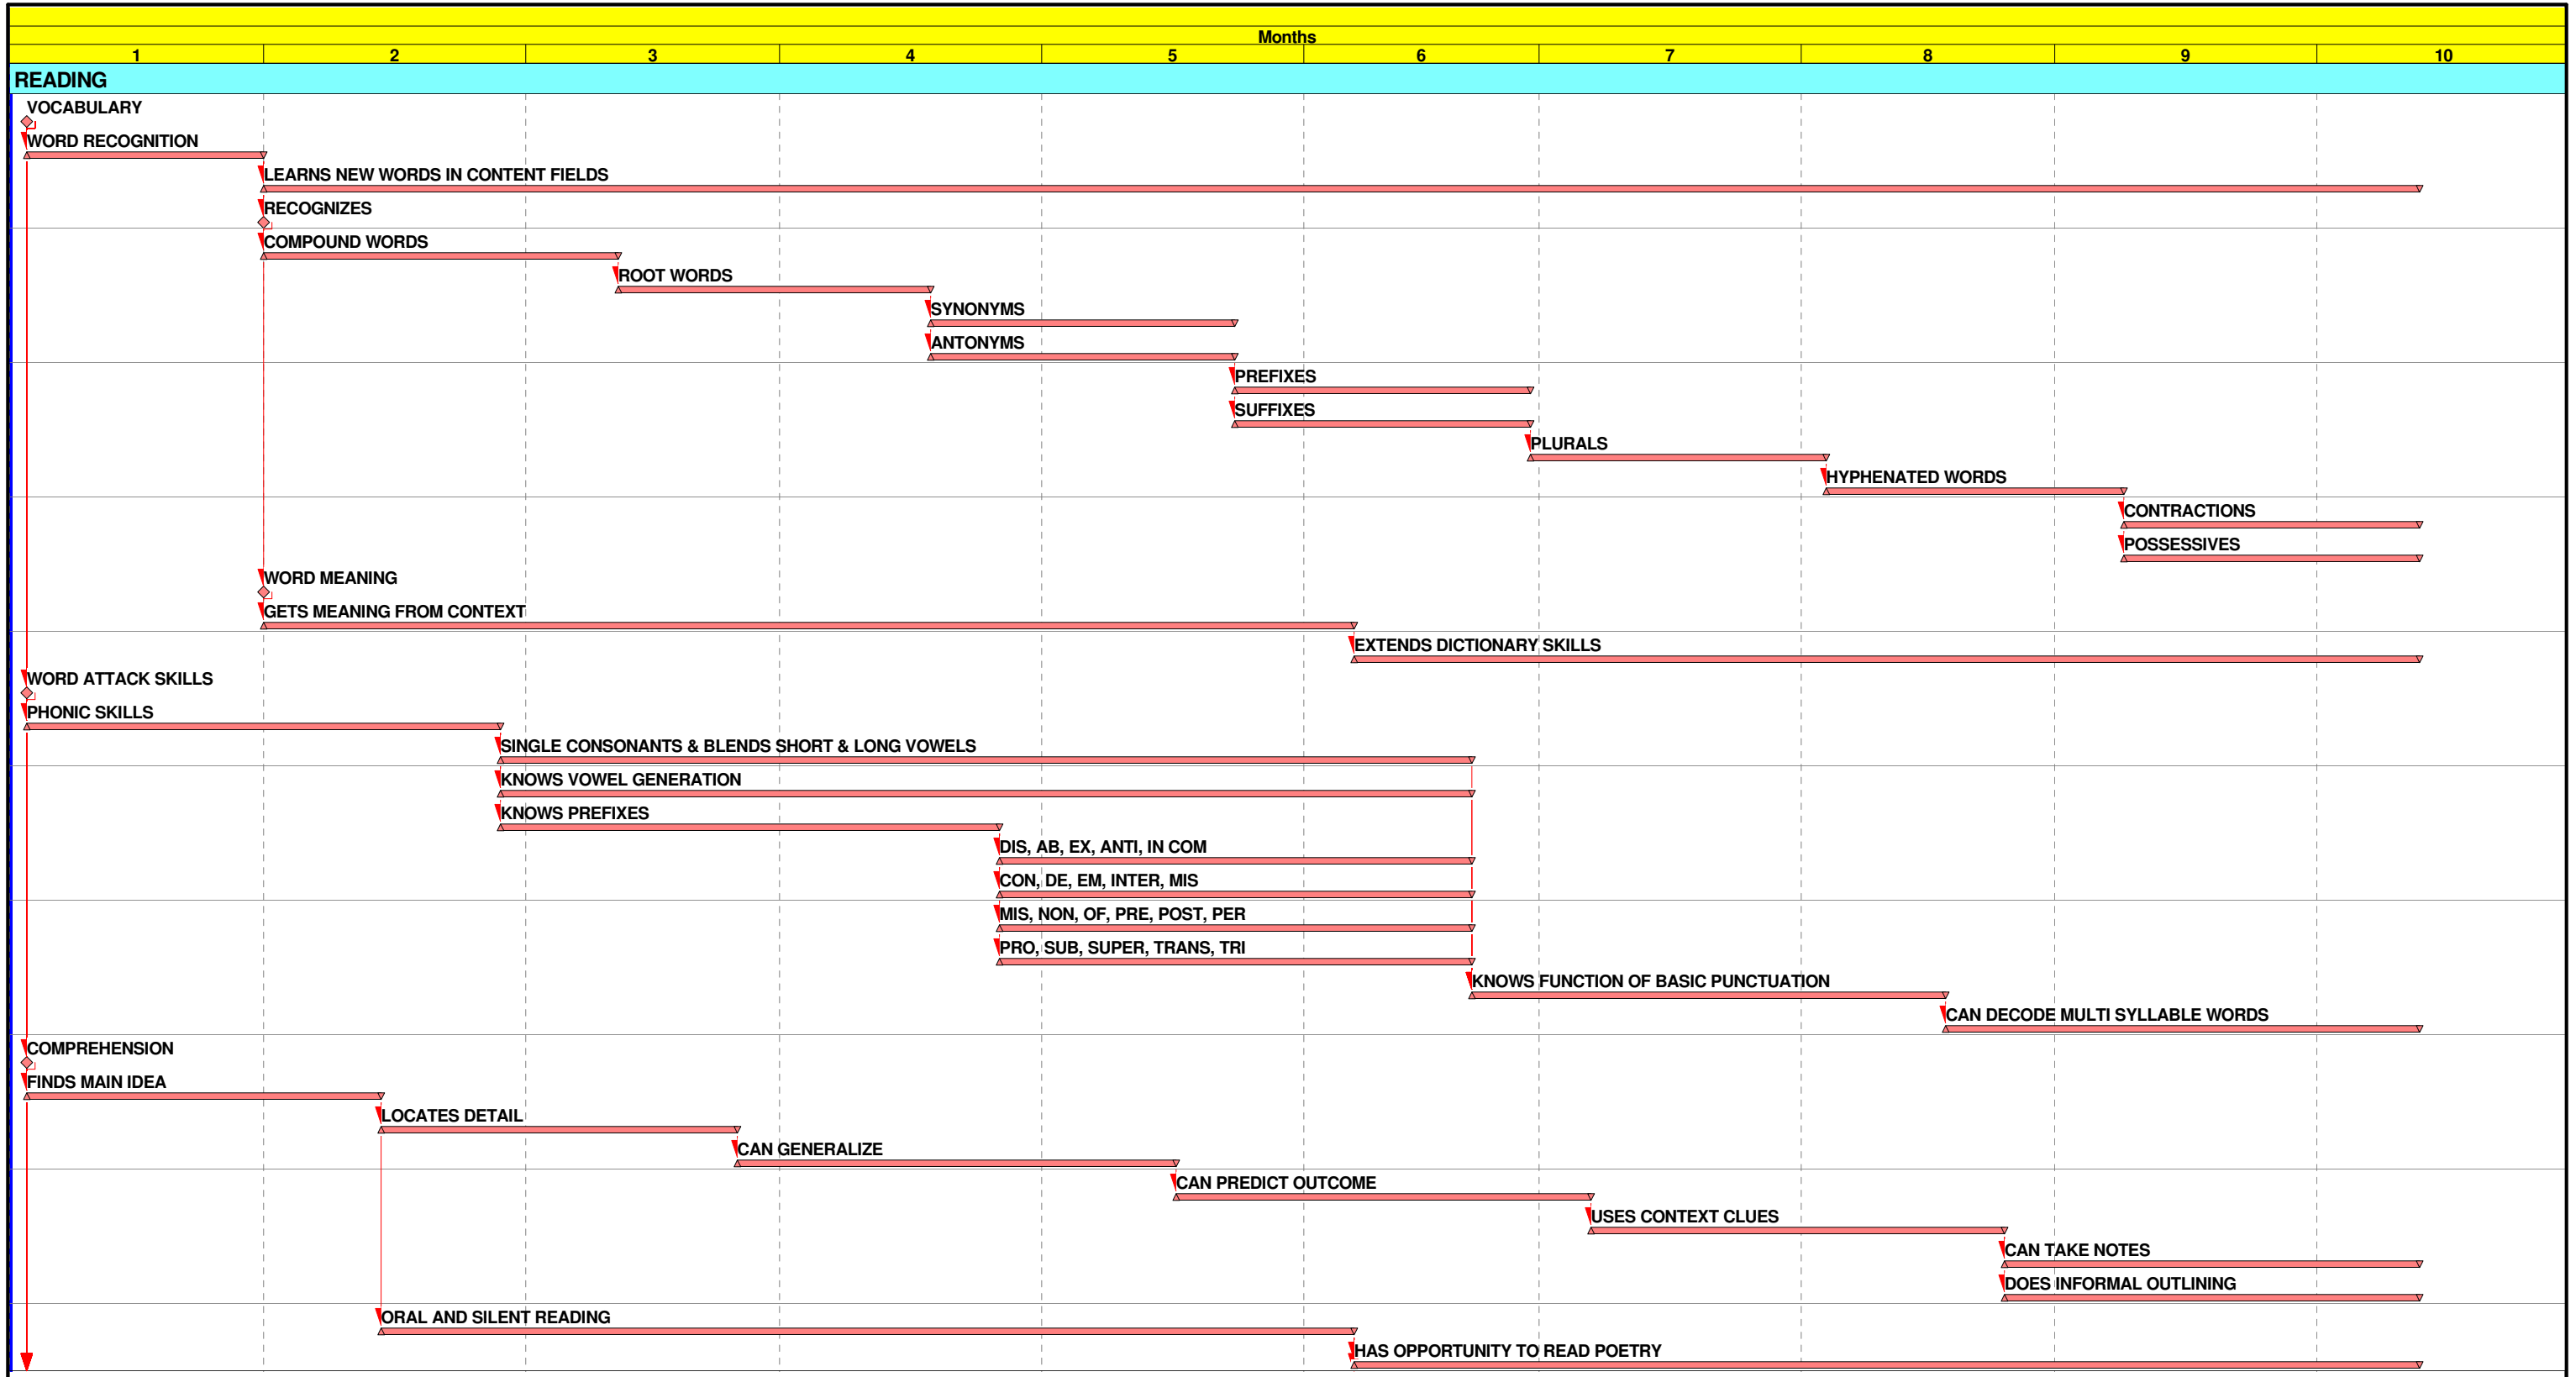 Months
1 2 3 4 5 6 7 8 9 10
READING
VOCABULARY
WORD RECOGNITION
LEARNS NEW WORDS IN CONTENT FIELDS
RECOGNIZES
COMPOUND WORDS
ROOT WORDS
SYNONYMS
ANTONYMS
PREFIXES
SUFFIXES
PLURALS
HYPHENATED WORDS
CONTRACTIONS
POSSESSIVES
WORD MEANING
GETS MEANING FROM CONTEXT
EXTENDS DICTIONARY SKILLS
WORD ATTACK SKILLS
PHONIC SKILLS
SINGLE CONSONANTS & BLENDS SHORT & LONG VOWELS
KNOWS VOWEL GENERATION
KNOWS PREFIXES
DIS, AB, EX, ANTI, IN COM
CON, DE, EM, INTER, MIS
MIS, NON, OF, PRE, POST, PER
PRO, SUB, SUPER, TRANS, TRI
KNOWS FUNCTION OF BASIC PUNCTUATION
CAN DECODE MULTI SYLLABLE WORDS
COMPREHENSION
FINDS MAIN IDEA
LOCATES DETAIL
CAN GENERALIZE
CAN PREDICT OUTCOME
USES CONTEXT CLUES
CAN TAKE NOTES
DOES INFORMAL OUTLINING
ORAL AND SILENT READING
HAS OPPORTUNITY TO READ POETRY